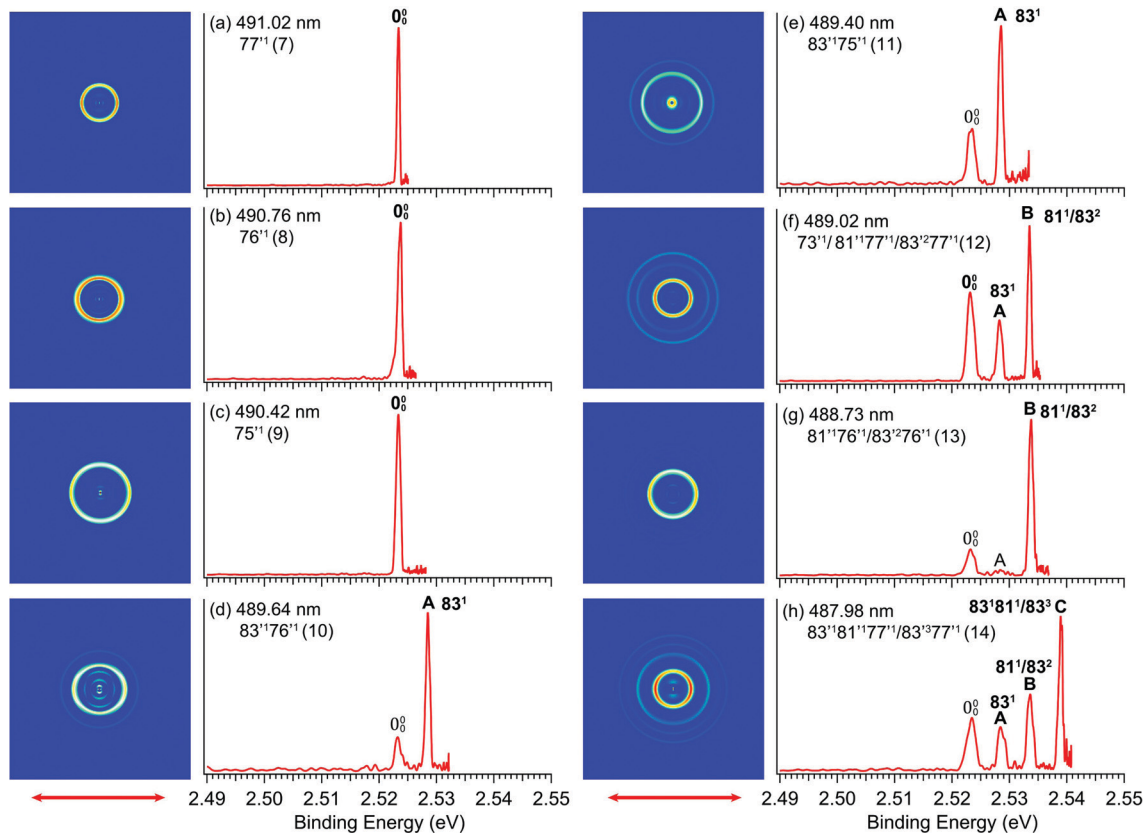 (a) 491.02 nm
77'¹ (7)
0⁰₀
(b) 490.76 nm
76'¹ (8)
0⁰₀
(c) 490.42 nm
75'¹ (9)
0⁰₀
(d) 489.64 nm
83'¹76'¹ (10)
0⁰₀
A 83¹
2.49 2.50 2.51 2.52 2.53 2.54 2.55
Binding Energy (eV)
(e) 489.40 nm
83'¹75'¹ (11)
0⁰₀
A 83¹
(f) 489.02 nm
73'¹/ 81'¹77'¹/83'²77'¹ (12)
0⁰₀
83¹
A
B 81¹/83²
(g) 488.73 nm
81'¹76'¹/83'²76'¹ (13)
0⁰₀
A
B 81¹/83²
(h) 487.98 nm
83'¹81'¹77'¹/83'³77'¹ (14)
0⁰₀
83¹
A
81¹/83²
B
83¹81¹/83³ C
2.49 2.50 2.51 2.52 2.53 2.54 2.55
Binding Energy (eV)